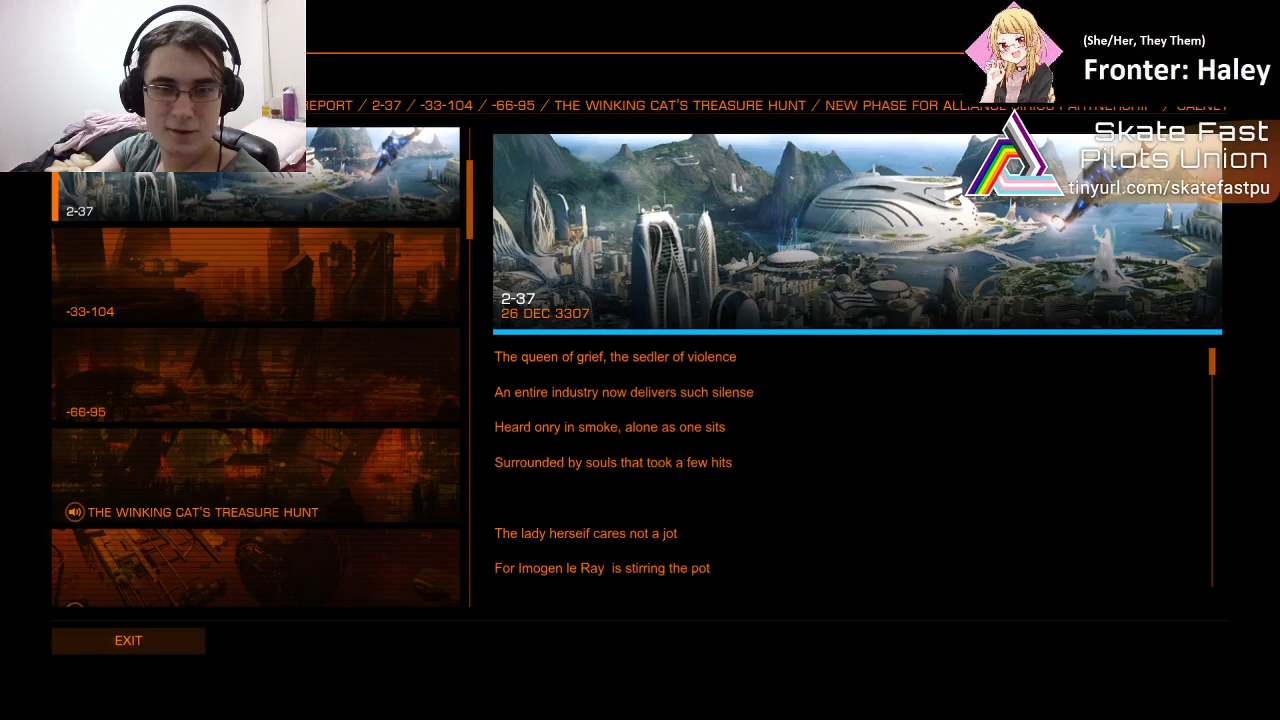 (She/Her, They Them)
Fronter: Haley
REPORT / 2-37 / -33-104 / -66-95 / THE WINKING CAT'S TREASURE HUNT / NEW PHASE FOR ALLIANCE-SIRIUS PARTNERSHIP / GALNET
Skate Fast
Pilots Union
tinyurl.com/skatefastpu
2-37
-33-104
-66-95
THE WINKING CAT'S TREASURE HUNT
2-37
26 DEC 3307
The queen of grief, the sedler of violence
An entire industry now delivers such silense
Heard onry in smoke, alone as one sits
Surrounded by souls that took a few hits
The lady herseif cares not a jot
For Imogen le Ray  is stirring the pot
EXIT